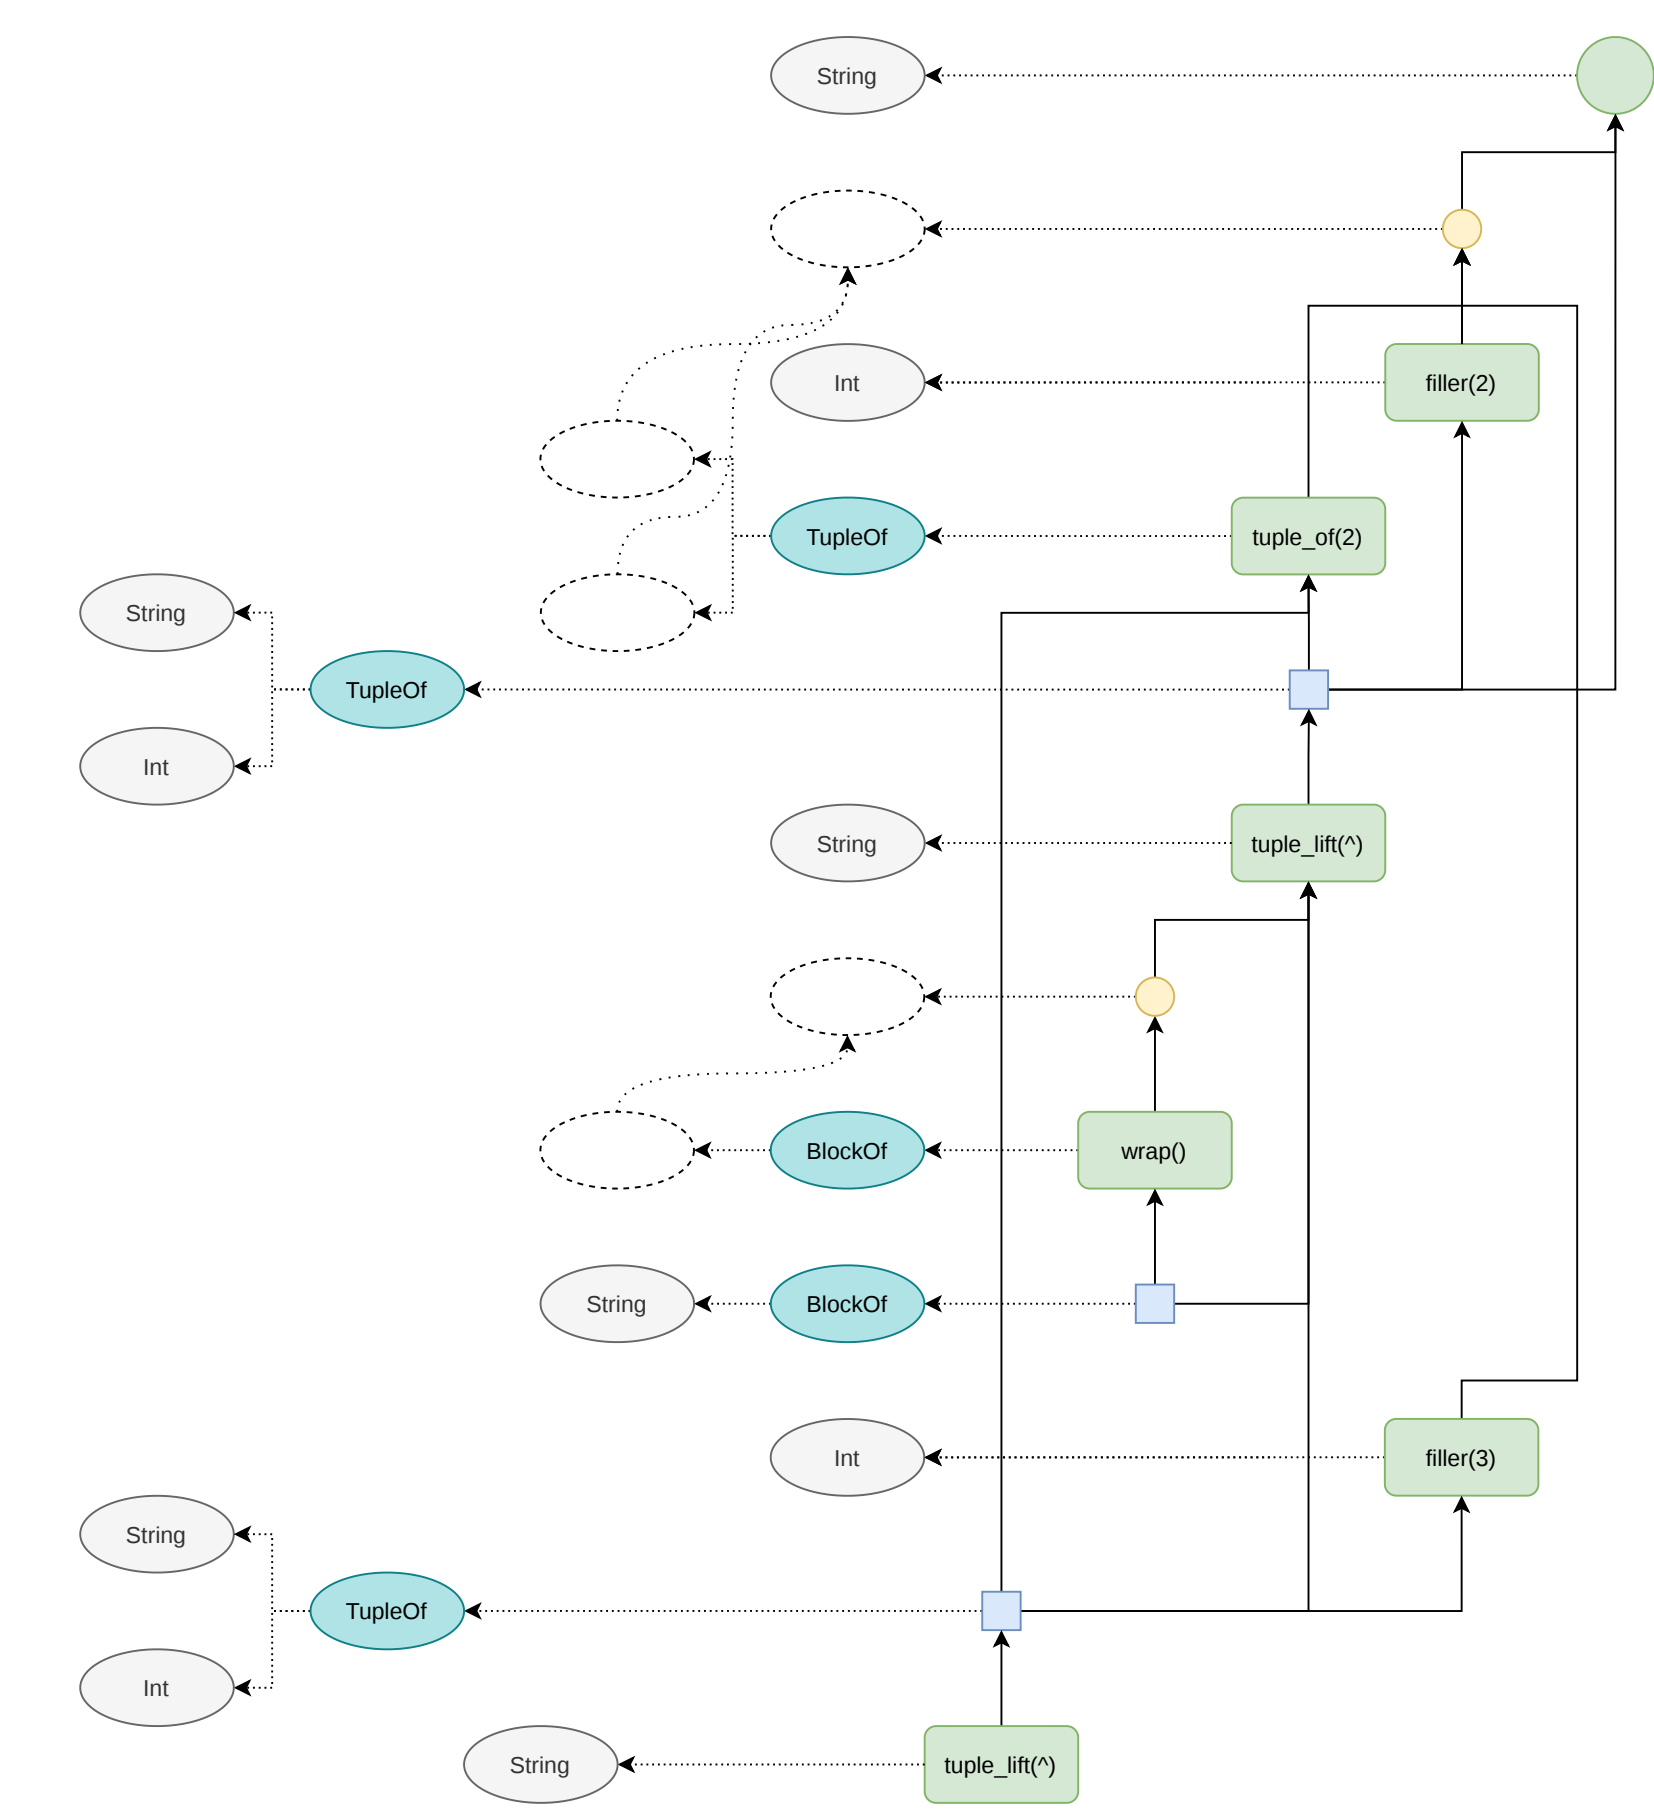 String
Int
filler(2)
TupleOf
tuple_of(2)
String
TupleOf
Int
String
tuple_lift(^)
BlockOf
wrap()
String
BlockOf
Int
filler(3)
String
TupleOf
Int
String
tuple_lift(^)